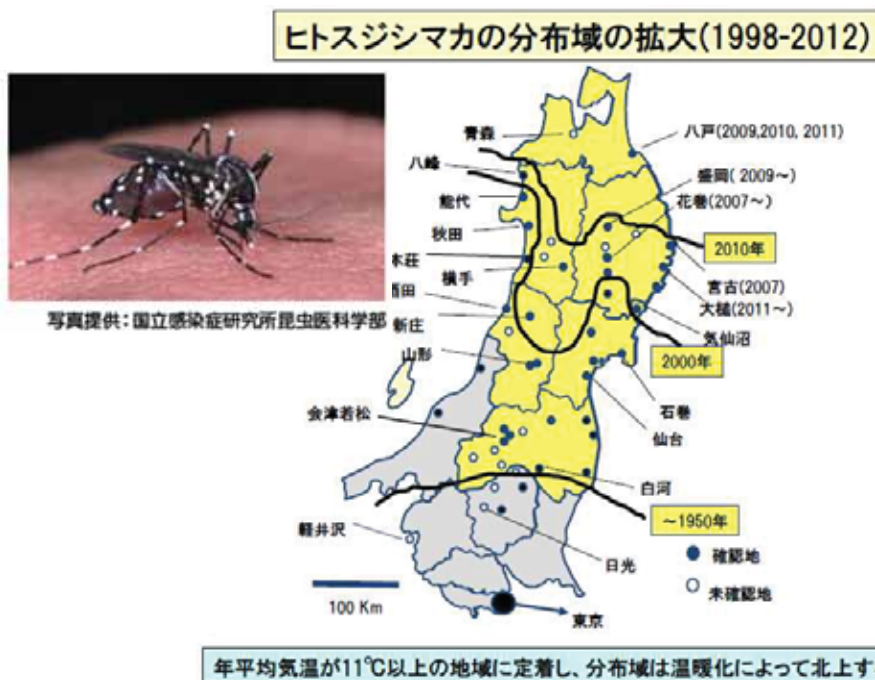 ヒトスジシマカの分布域の拡大(1998-2012)
青森
八戸(2009,2010, 2011)
八峰
盛岡( 2009～)
能代
花巻(2007～)
秋田
2010年
本荘
横手
宮古(2007)
酒田
大槌(2011～)
写真提供：国立感染症研究所昆虫医科学部
新庄
気仙沼
山形
2000年
石巻
会津若松
仙台
白河
～1950年
軽井沢
日光
確認地
未確認地
100 Km
東京
年平均気温が11℃以上の地域に定着し、分布域は温暖化によって北上す